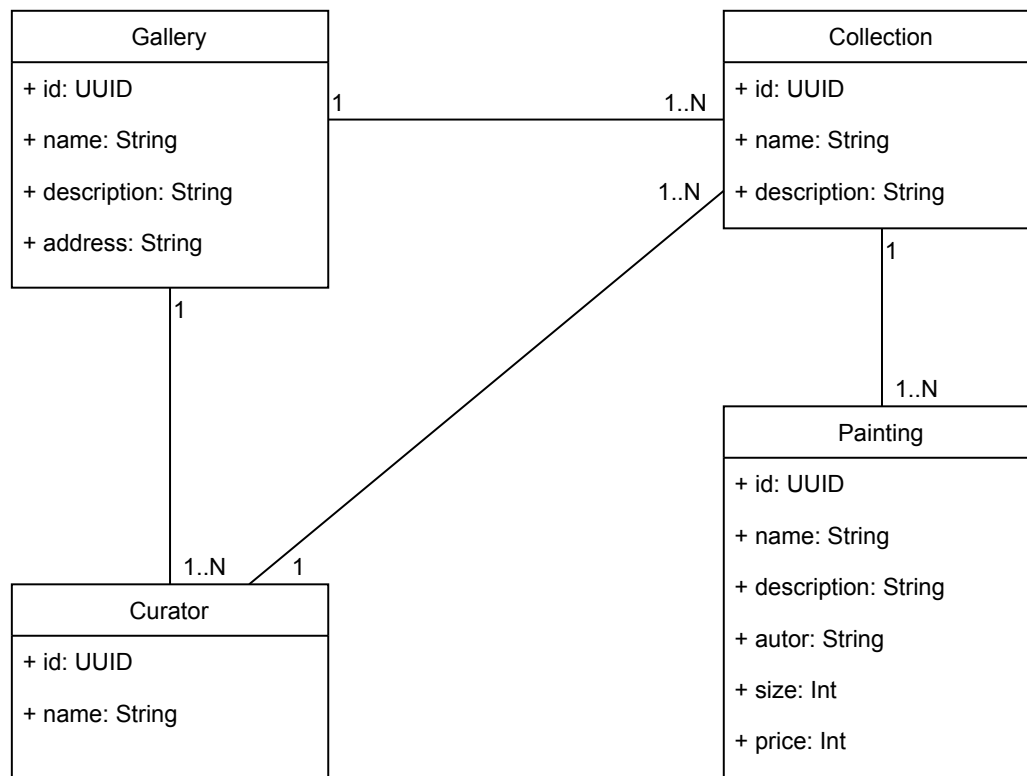 Gallery
+ id: UUID
+ name: String
+ description: String
+ address: String
1
1..N
Collection
+ id: UUID
+ name: String
+ description: String
1..N
1
1
1..N
1..N
1
Curator
+ id: UUID
+ name: String
Painting
+ id: UUID
+ name: String
+ description: String
+ autor: String
+ size: Int
+ price: Int